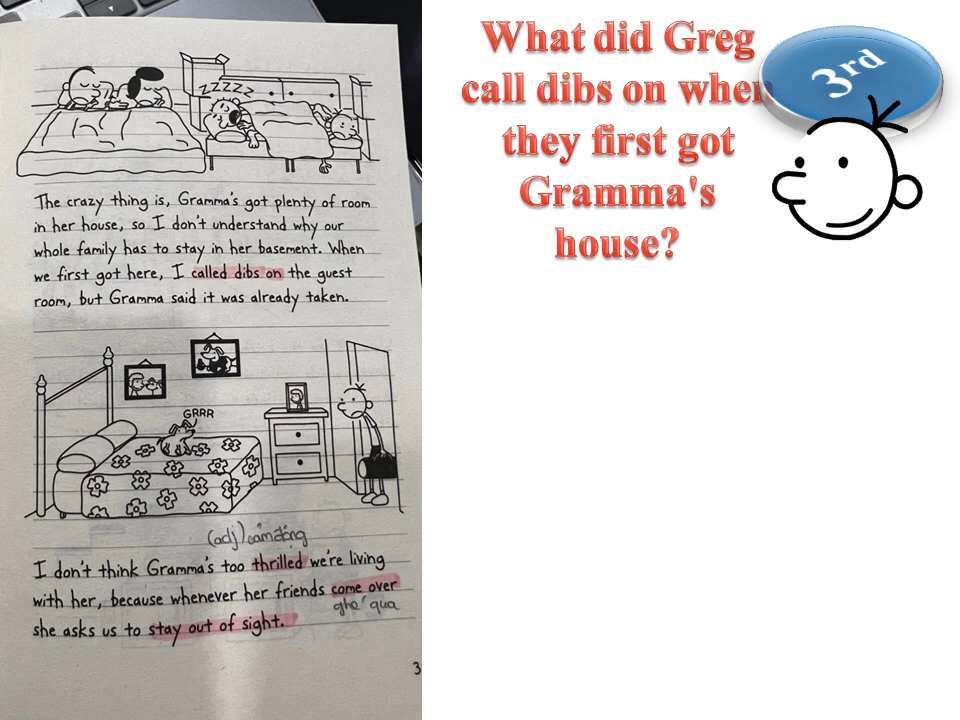 ZZZZZ
The crazy thing is, Gramma's got plenty of room
in her house, so I don't understand why our
whole family has to stay in her basement. When
we first got here, I called dibs on the guest
room, but Gramma said it was already taken.
GRRR
(adj)
I don't think Gramma's too thrilled we're living
with her, because whenever her friends come over
ghé qua
she asks us to stay out of sight.
3
What did Greg
call dibs on when
they first got
Gramma's
house?
3rd